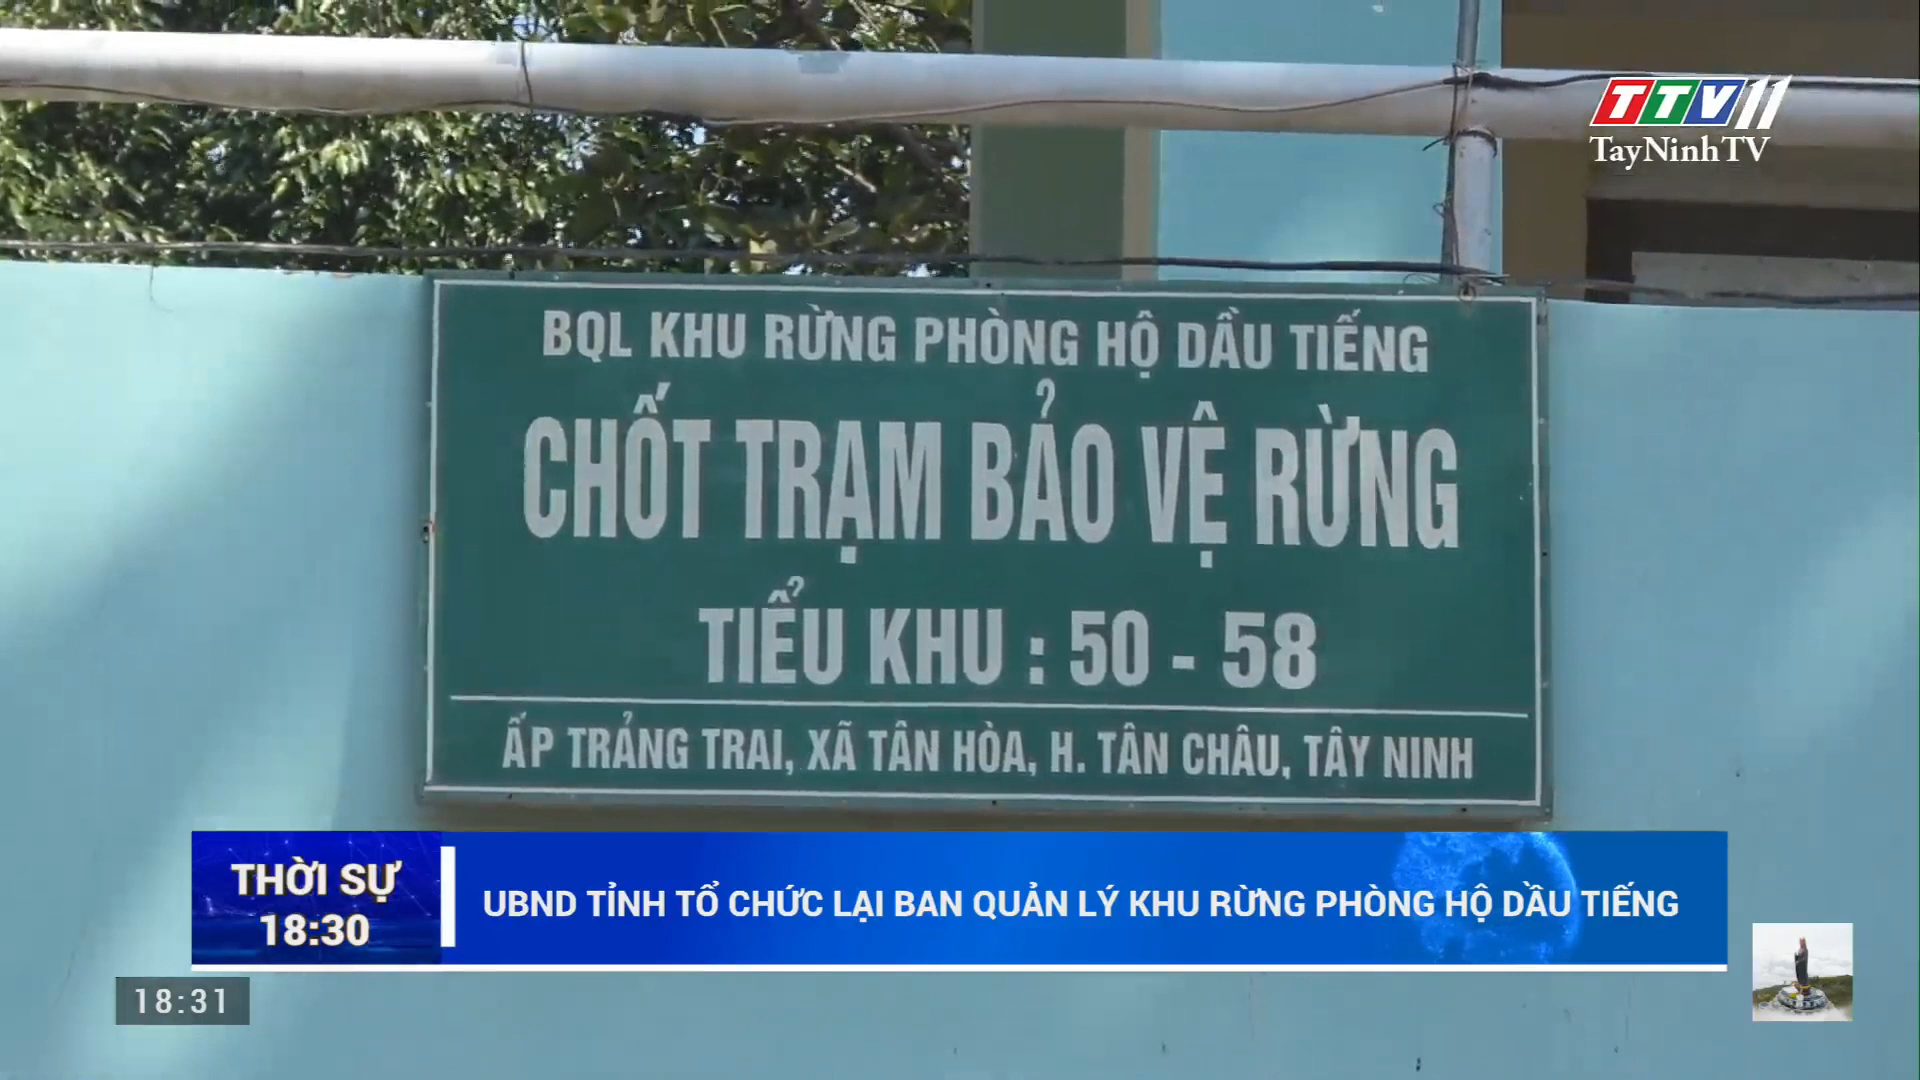 TTV11
TayNinhTV
BQL KHU RỪNG PHÒNG HỘ DẦU TIẾNG
CHỐT TRẠM BẢO VỆ RỪNG
TIỂU KHU : 50 - 58
ẤP TRẢNG TRAI, XÃ TÂN HÒA, H. TÂN CHÂU, TÂY NINH
THỜI SỰ
18:30
UBND TỈNH TỔ CHỨC LẠI BAN QUẢN LÝ KHU RỪNG PHÒNG HỘ DẦU TIẾNG
18:31